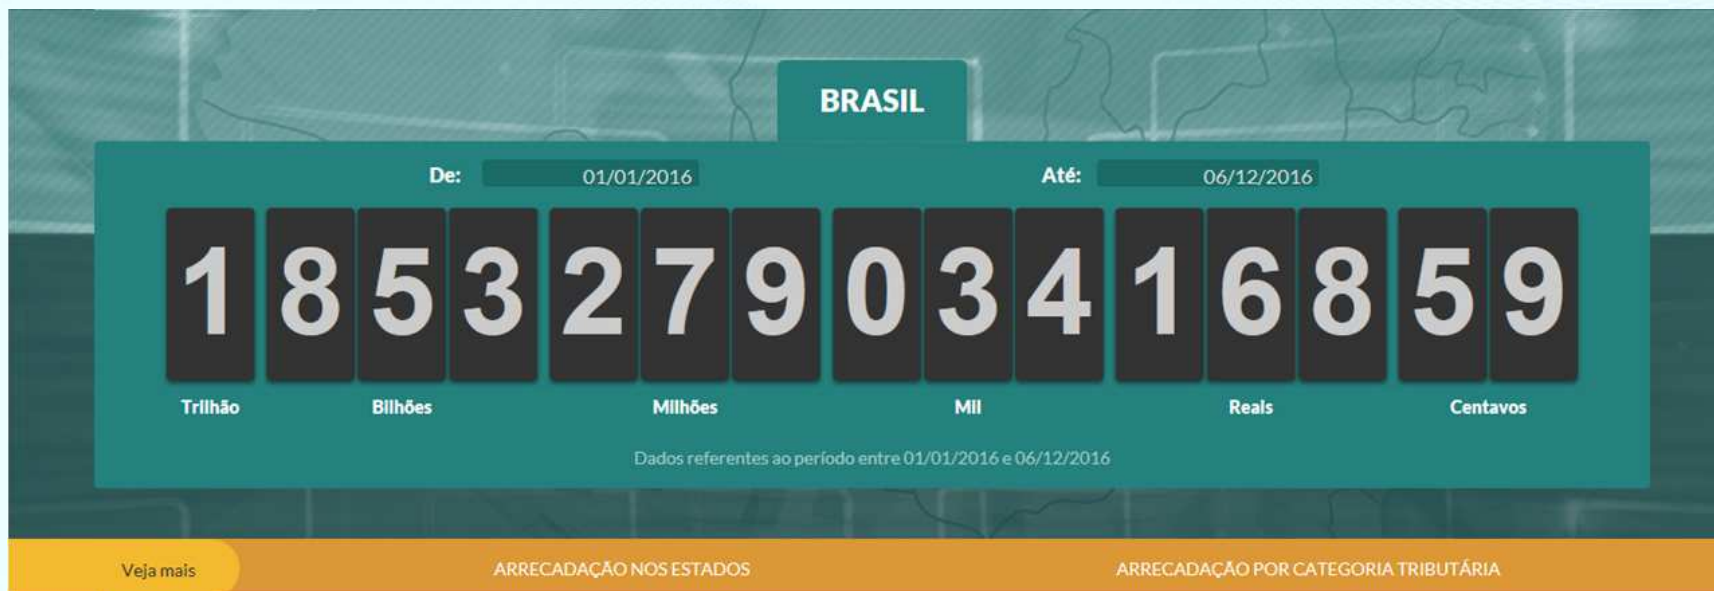 BRASIL
De: 01/01/2016 Até: 06/12/2016
1 853 279 034 168 59
Trilhão Bilhões Milhões Mil Reais Centavos
Dados referentes ao período entre 01/01/2016 e 06/12/2016
Veja mais ARRECADAÇÃO NOS ESTADOS ARRECADAÇÃO POR CATEGORIA TRIBUTÁRIA